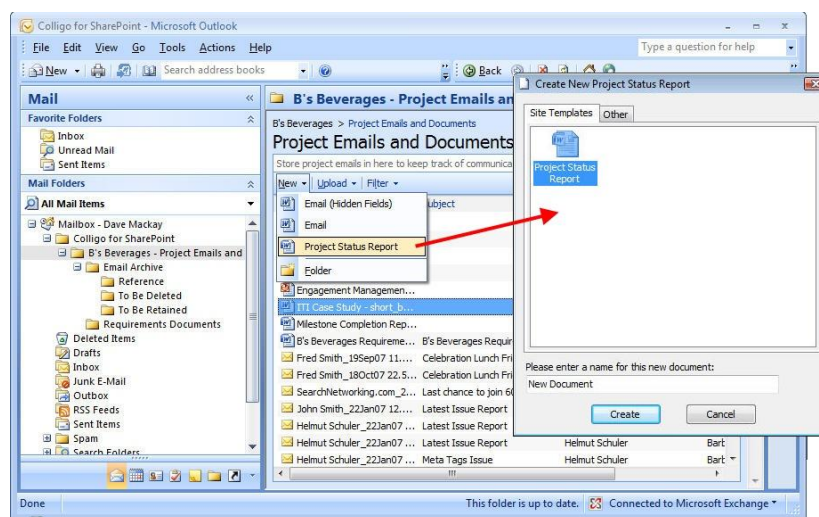 Colligo for SharePoint - Microsoft Outlook
File Edit View Go Tools Actions Help
Type a question for help
New
Search address books
Back
Mail
Favorite Folders
Inbox
Unread Mail
Sent Items
Mail Folders
All Mail Items
Mailbox - Dave Mackay
Colligo for SharePoint
B's Beverages - Project Emails and
Email Archive
Reference
To Be Deleted
To Be Retained
Requirements Documents
Deleted Items
Drafts
Inbox
Junk E-Mail
Outbox
RSS Feeds
Sent Items
Spam
Search Folders
B's Beverages - Project Emails an
B's Beverages > Project Emails and Documents
Project Emails and Documents
Store project emails in here to keep track of communica
New Upload Filter
Subject
Email (Hidden Fields)
Email
Project Status Report
Folder
Engagement Managemen...
ITI Case Study - short_b...
Milestone Completion Rep...
B's Beverages Requireme... B's Beverages Requir
Fred Smith_19Sep07 11.... Celebration Lunch Fri
Fred Smith_18Oct07 22.5... Celebration Lunch Fri
SearchNetworking.com_2... Last chance to join 60
John Smith_22Jan07 12.... Latest Issue Report
Helmut Schuler_22Jan07 ... Latest Issue Report
Helmut Schuler_22Jan07 ... Latest Issue Report Helmut Schuler Bart
Helmut Schuler_22Jan07 ... Meta Tags Issue Helmut Schuler Bart
Create New Project Status Report
Site Templates Other
Project Status
Report
Please enter a name for this new document:
New Document
Create Cancel
Done
This folder is up to date. Connected to Microsoft Exchange